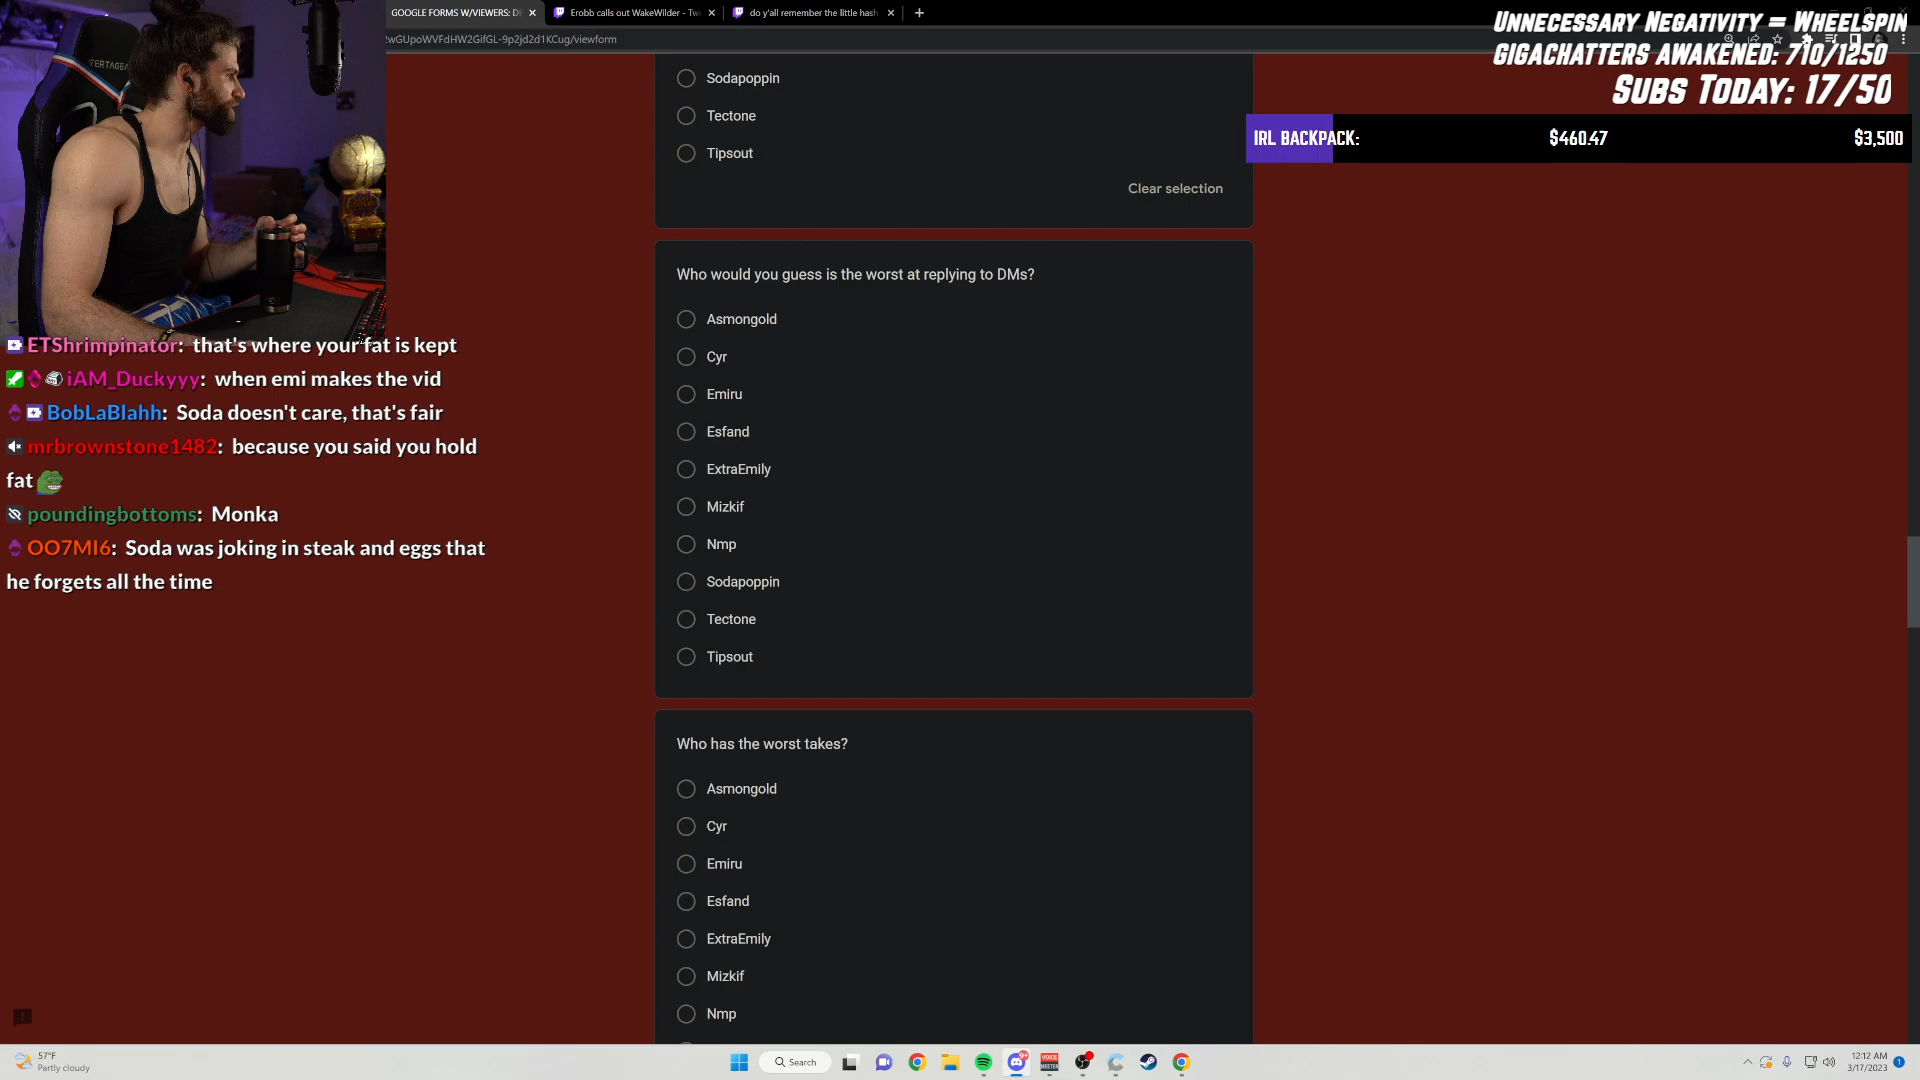 GOOGLE FORMS W/VIEWERS: DF
Erobb calls out WakeWilder - Tw
do y'all remember the little hash
wGUpoWVFdHW2GifGL-9p2jd2d1KCug/viewform
UNNECESSARY NEGATIVITY = WHEELSPIN
GIGACHATTERS AWAKENED: 710/1250
SUBS TODAY: 17/50
IRL BACKPACK: $460.47 $3,500
Sodapoppin
Tectone
Tipsout
Clear selection
Who would you guess is the worst at replying to DMs?
Asmongold
Cyr
Emiru
Esfand
ExtraEmily
Mizkif
Nmp
Sodapoppin
Tectone
Tipsout
Who has the worst takes?
Asmongold
Cyr
Emiru
Esfand
ExtraEmily
Mizkif
Nmp
ETShrimpinator: that's where your fat is kept
iAM_Duckyyy: when emi makes the vid
BobLaBlahh: Soda doesn't care, that's fair
mrbrownstone1482: because you said you hold
fat
poundingbottoms: Monka
OO7MI6: Soda was joking in steak and eggs that
he forgets all the time
57°F
Partly cloudy
Search
VOICE
MEETER
12:12 AM
3/17/2023
1